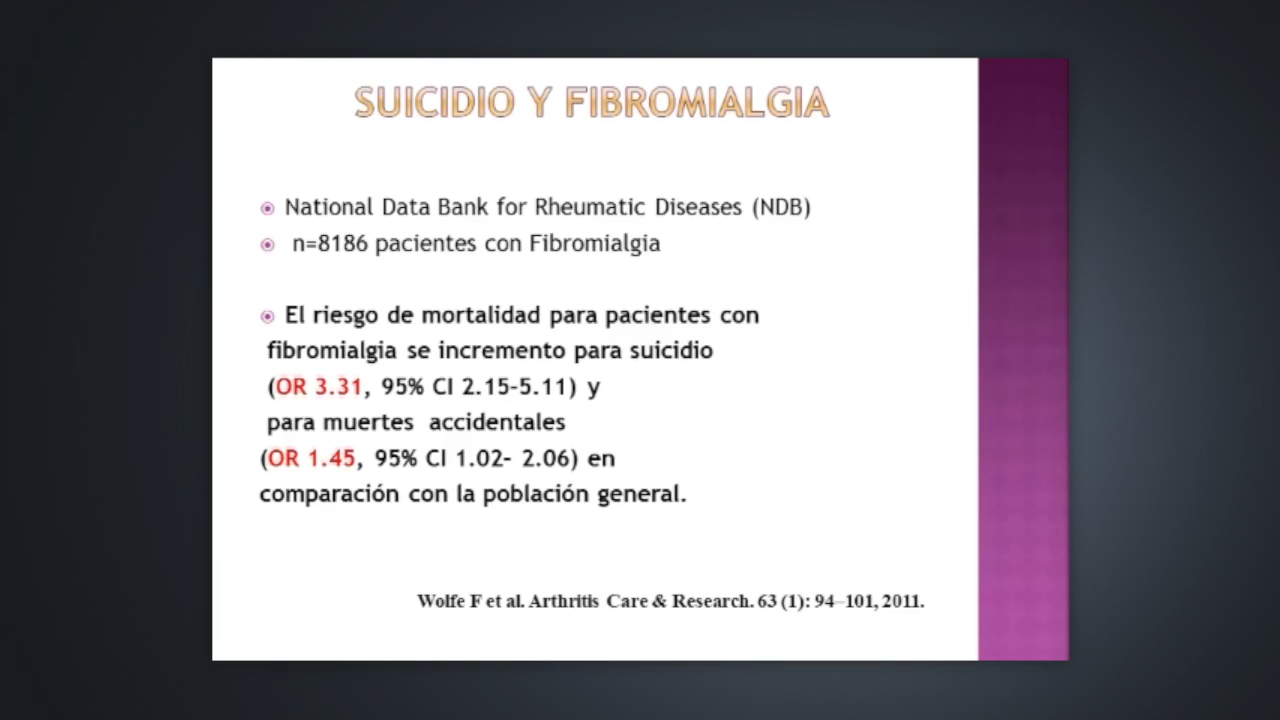 SUICIDIO Y FIBROMIALGIA
National Data Bank for Rheumatic Diseases (NDB)
n=8186 pacientes con Fibromialgia
El riesgo de mortalidad para pacientes con
fibromialgia se incremento para suicidio
(OR 3.31, 95% CI 2.15-5.11) y
para muertes accidentales
(OR 1.45, 95% CI 1.02- 2.06) en
comparación con la población general.
Wolfe F et al. Arthritis Care & Research. 63 (1): 94–101, 2011.